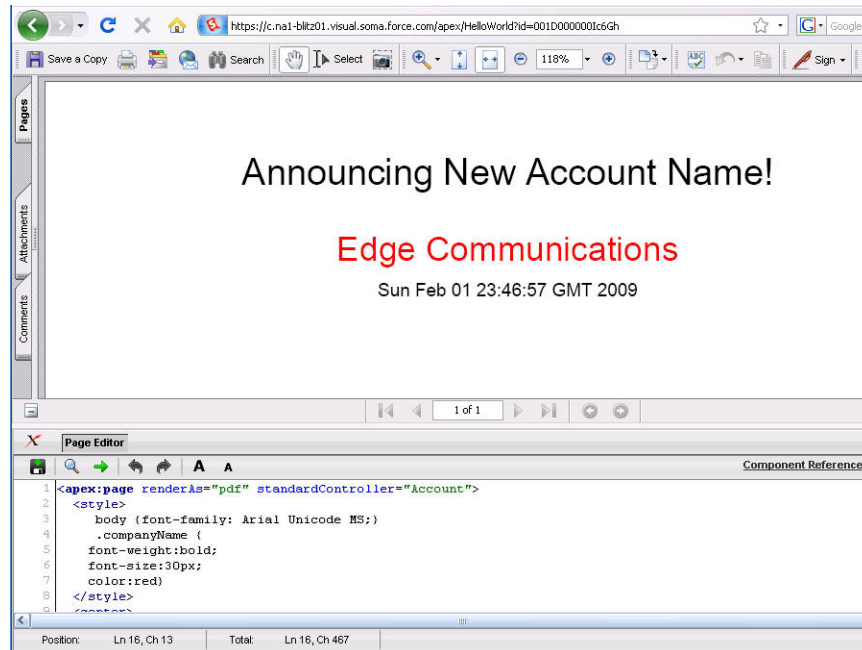 https://c.na1-blitz01.visual.soma.force.com/apex/HelloWorld?id=001D000000Ic6Gh
G Google
Save a Copy Search Select 118% Sign
Pages
Attachments
Comments
Announcing New Account Name!
Edge Communications
Sun Feb 01 23:46:57 GMT 2009
1 of 1
Page Editor
A A Component Reference
1 <apex:page renderAs="pdf" standardController="Account">
2 <style>
3 body {font-family: Arial Unicode MS;}
4 .companyName {
5 font-weight:bold;
6 font-size:30px;
7 color:red}
8 </style>
9 <center>
Position: Ln 16, Ch 13 Total: Ln 16, Ch 467